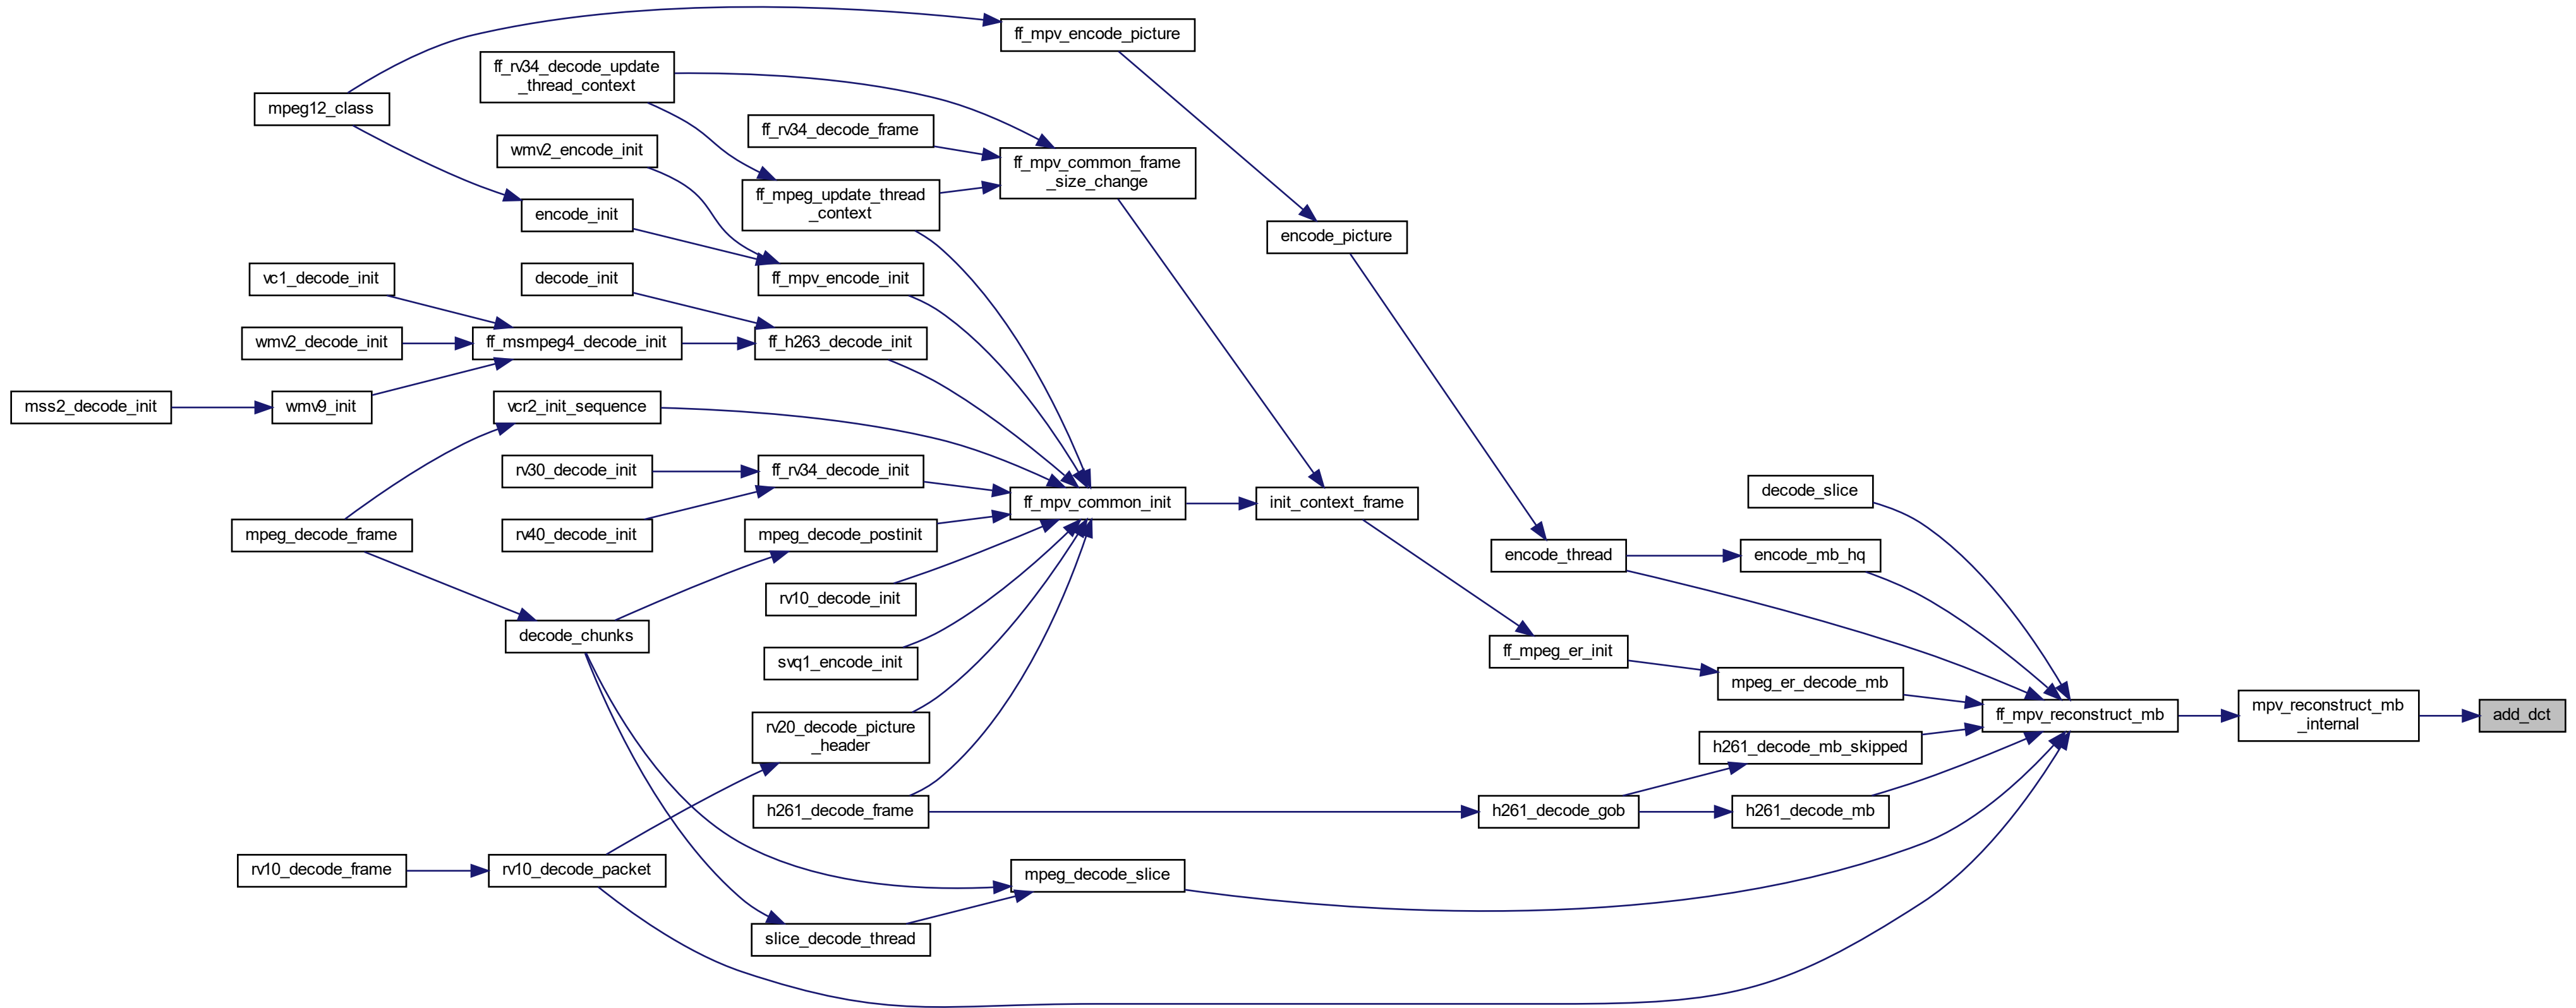 ff_mpv_encode_picture
ff_rv34_decode_update
_thread_context
mpeg12_class
ff_rv34_decode_frame
wmv2_encode_init
ff_mpv_common_frame
_size_change
ff_mpeg_update_thread
_context
encode_init
encode_picture
vc1_decode_init
decode_init
ff_mpv_encode_init
wmv2_decode_init
ff_msmpeg4_decode_init
ff_h263_decode_init
mss2_decode_init
wmv9_init
vcr2_init_sequence
rv30_decode_init
ff_rv34_decode_init
decode_slice
ff_mpv_common_init
init_context_frame
mpeg_decode_frame
rv40_decode_init
mpeg_decode_postinit
encode_thread
encode_mb_hq
rv10_decode_init
decode_chunks
svq1_encode_init
ff_mpeg_er_init
mpeg_er_decode_mb
rv20_decode_picture
_header
ff_mpv_reconstruct_mb
mpv_reconstruct_mb
_internal
add_dct
h261_decode_mb_skipped
h261_decode_frame
h261_decode_gob
h261_decode_mb
rv10_decode_frame
rv10_decode_packet
mpeg_decode_slice
slice_decode_thread